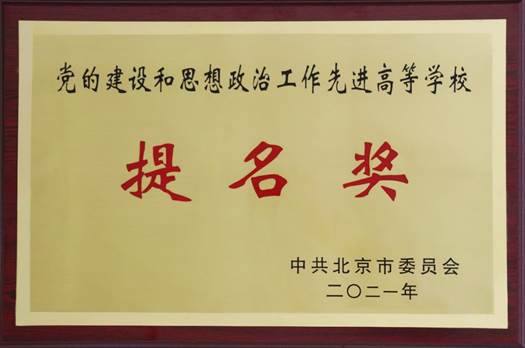 党的建设和思想政治工作先进高等学校
提名奖
中共北京市委员会
二〇二一年